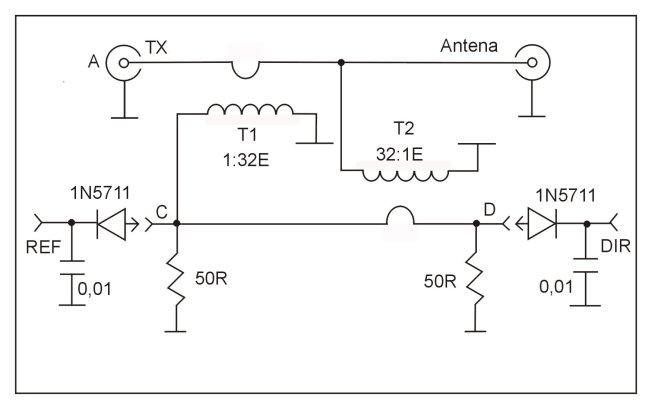 TX
Antena
A
T1
1:32E
T2
32:1E
1N5711
C
D
1N5711
REF
DIR
50R
50R
0,01
0,01